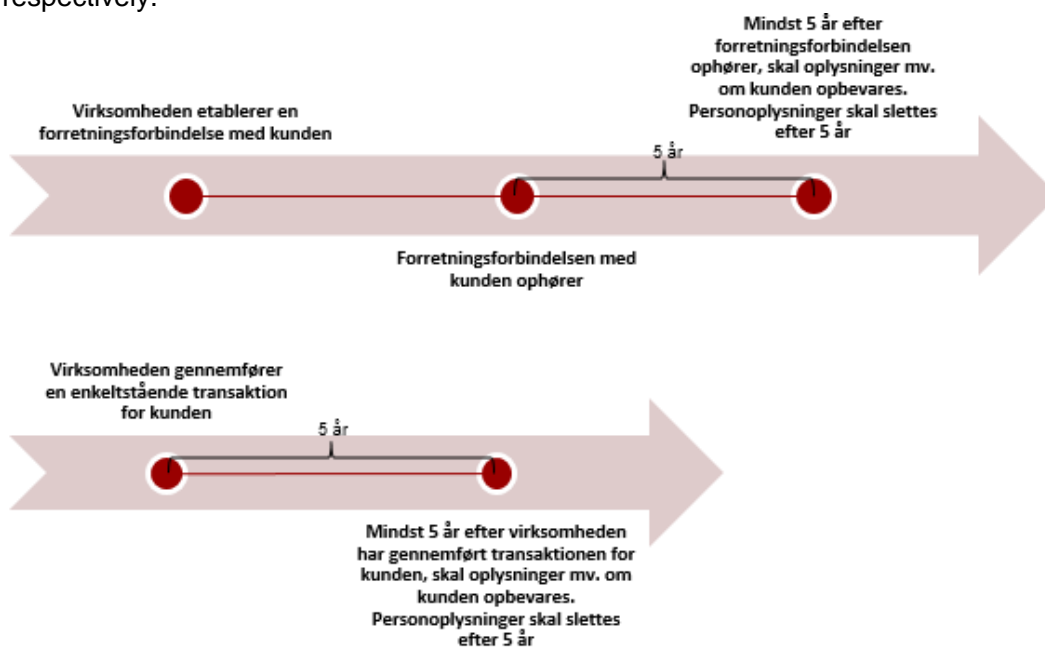 respectively.
Mindst 5 år efter
forretningsforbindelsen
ophører, skal oplysninger mv.
om kunden opbevares.
Personoplysninger skal slettes
efter 5 år
Virksomheden etablerer en
forretningsforbindelse med kunden
5 år
Forretningsforbindelsen med
kunden ophører
Virksomheden gennemfører
en enkeltstående transaktion
for kunden
5 år
Mindst 5 år efter virksomheden
har gennemført transaktionen for
kunden, skal oplysninger mv. om
kunden opbevares.
Personoplysninger skal slettes
efter 5 år